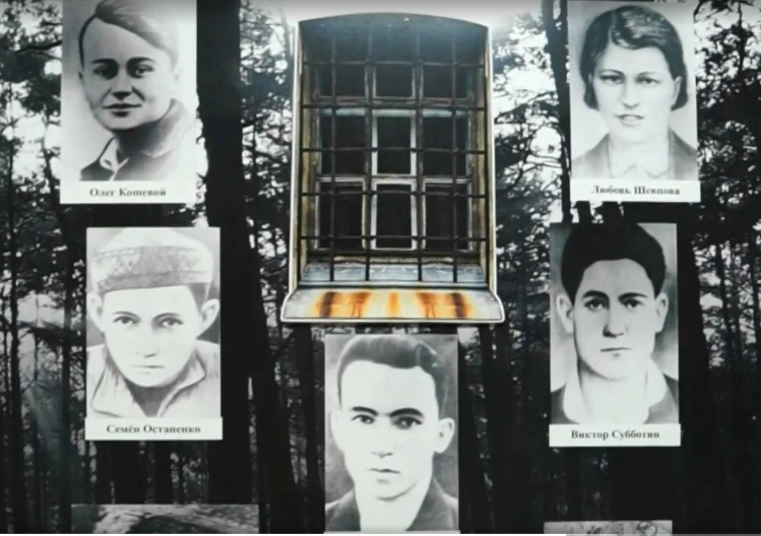 Олег Кошевой
Любовь Шевцова
Семён Остапенко
Виктор Субботин